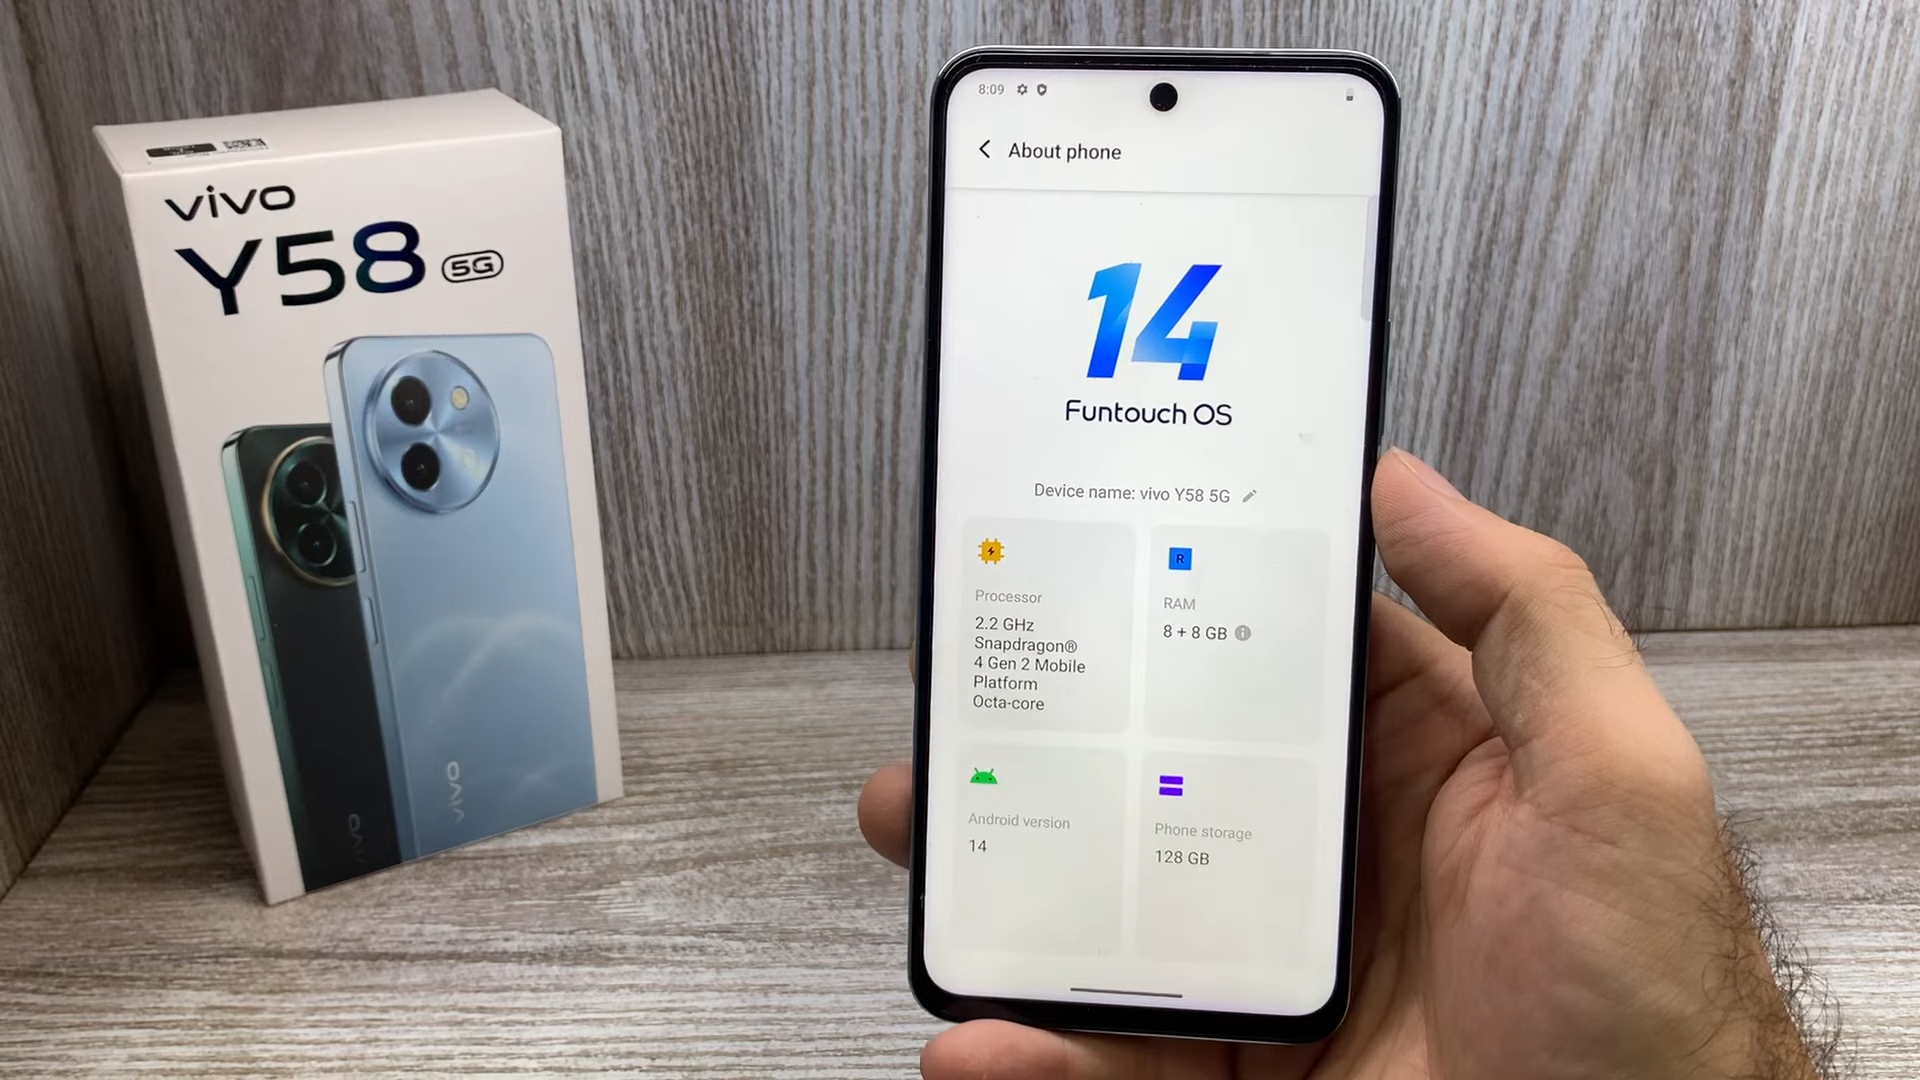 vivo
Y58 5G
vivo
vivo
8:09
About phone
14
Funtouch OS
Device name: vivo Y58 5G
Processor
2.2 GHz
Snapdragon®
4 Gen 2 Mobile
Platform
Octa-core
R
RAM
8 + 8 GB
Android version
14
Phone storage
128 GB